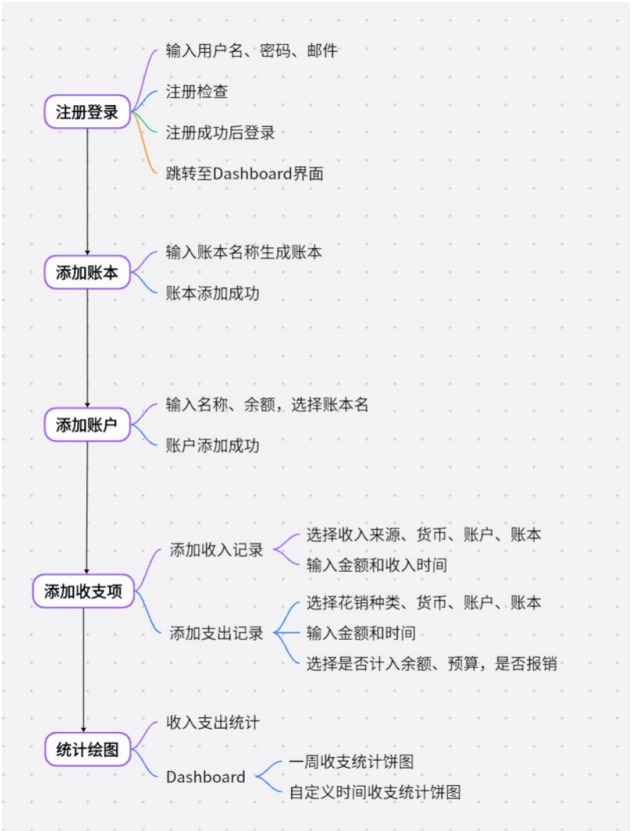 输入用户名、密码、邮件
注册检查
注册登录
注册成功后登录
跳转至Dashboard界面
输入账本名称生成账本
添加账本
账本添加成功
输入名称、余额，选择账本名
添加账户
账户添加成功
选择收入来源、货币、账户、账本
添加收入记录
输入金额和收入时间
添加收支项
选择花销种类、货币、账户、账本
添加支出记录
输入金额和时间
选择是否计入余额、预算，是否报销
收入支出统计
统计绘图
一周收支统计饼图
Dashboard
自定义时间收支统计饼图